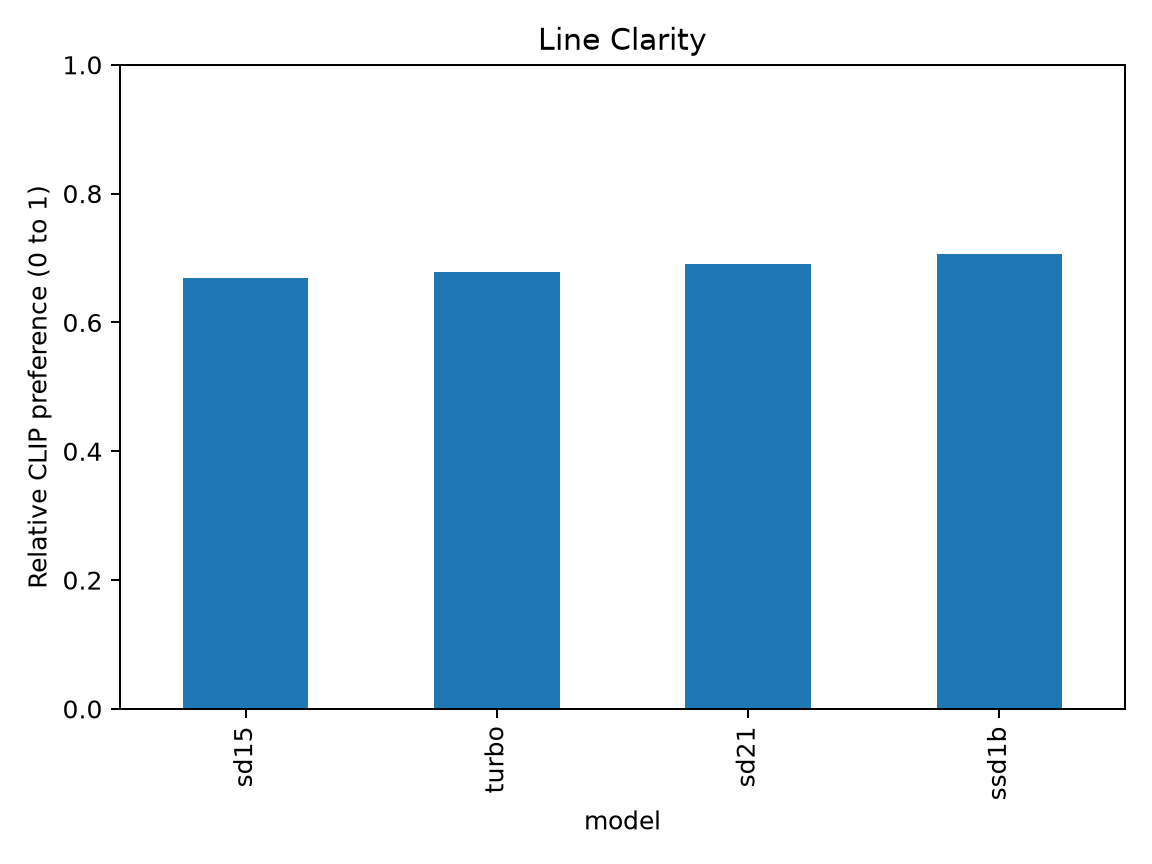 Line Clarity
Relative CLIP preference (0 to 1)
1.0
0.8
0.6
0.4
0.2
0.0
sd15
turbo
sd21
ssd1b
model